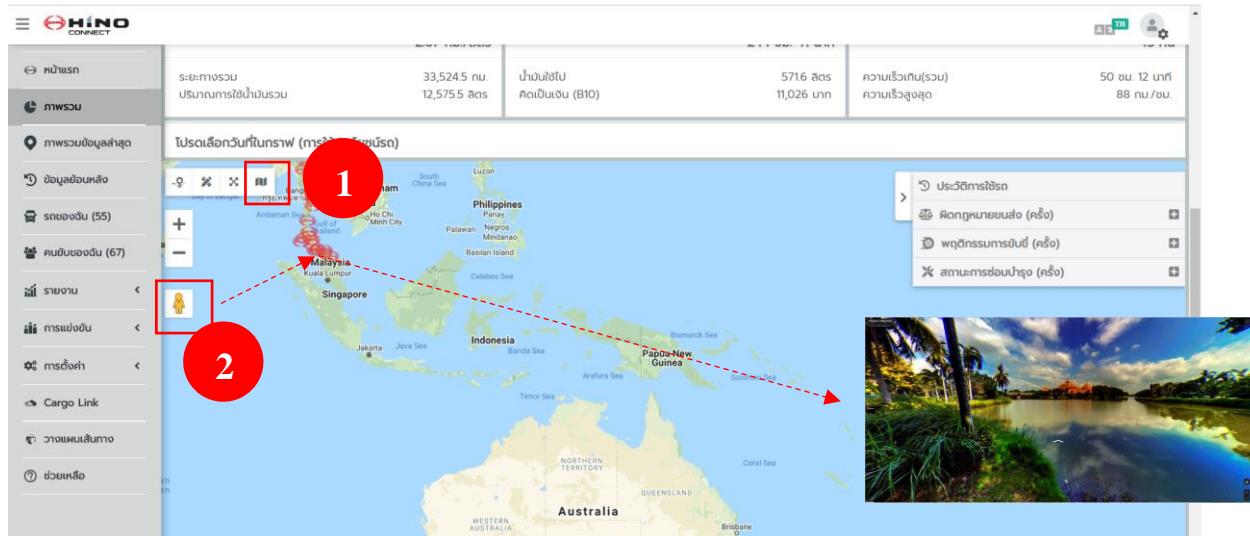 HINO
CONNECT
TH
หน้าแรก
ภาพรวม
ภาพรวมข้อมูลล่าสุด
ข้อมูลย้อนหลัง
รถของฉัน (55)
คนขับของฉัน (67)
รายงาน
การแข่งขัน
การตั้งค่า
Cargo Link
วางแผนเส้นทาง
ช่วยเหลือ
ระยะทางรวม 33,524.5 กม.
ปริมาณการใช้น้ำมันรวม 12,575.5 ลิตร
น้ำมันใช้ไป 571.6 ลิตร
คิดเป็นเงิน (B10) 11,026 บาท
ความเร็วเกิน(รวม) 50 ชม. 12 นาที
ความเร็วสูงสุด 88 กม./ชม.
โปรดเลือกวันที่ในกราฟ
1
2
ประวัติการใช้รถ
ผิดกฎหมายขนส่ง (ครั้ง)
พฤติกรรมการขับขี่ (ครั้ง)
สถานะการซ่อมบำรุง (ครั้ง)
Luzon
South
China Sea
Philippines
Panay
Negros
Palawan
Mindanao
Basilan Island
Andaman Sea
Gulf of
Ho Chi
Minh City
Malaysia
Kuala Lumpur
Singapore
Celebes Sea
Jakarta
Java Sea
Indonesia
Banda Sea
Bismarck Sea
Papua New
Guinea
Solomon Sea
Arafura Sea
Timor Sea
NORTHERN
TERRITORY
Coral Sea
QUEENSLAND
Australia
WESTERN
AUSTRALIA
Brisbane